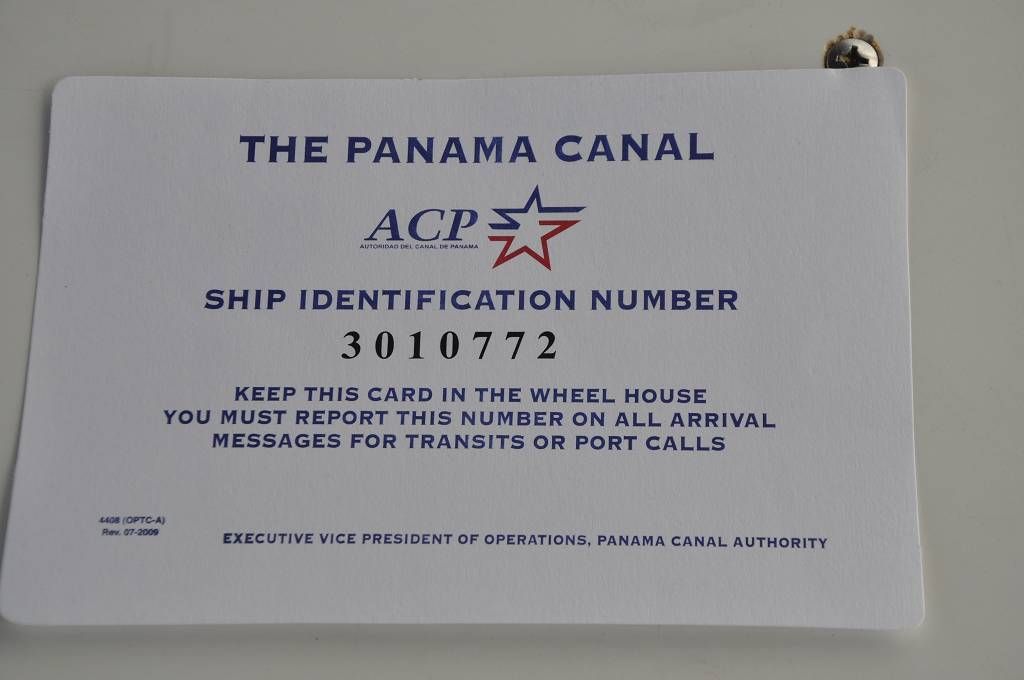 THE PANAMA CANAL
ACP
AUTORIDAD DEL CANAL DE PANAMA
SHIP IDENTIFICATION NUMBER
3010772
KEEP THIS CARD IN THE WHEEL HOUSE
YOU MUST REPORT THIS NUMBER ON ALL ARRIVAL
MESSAGES FOR TRANSITS OR PORT CALLS
4408 (OPTC-A)
Rev. 07-2009
EXECUTIVE VICE PRESIDENT OF OPERATIONS, PANAMA CANAL AUTHORITY